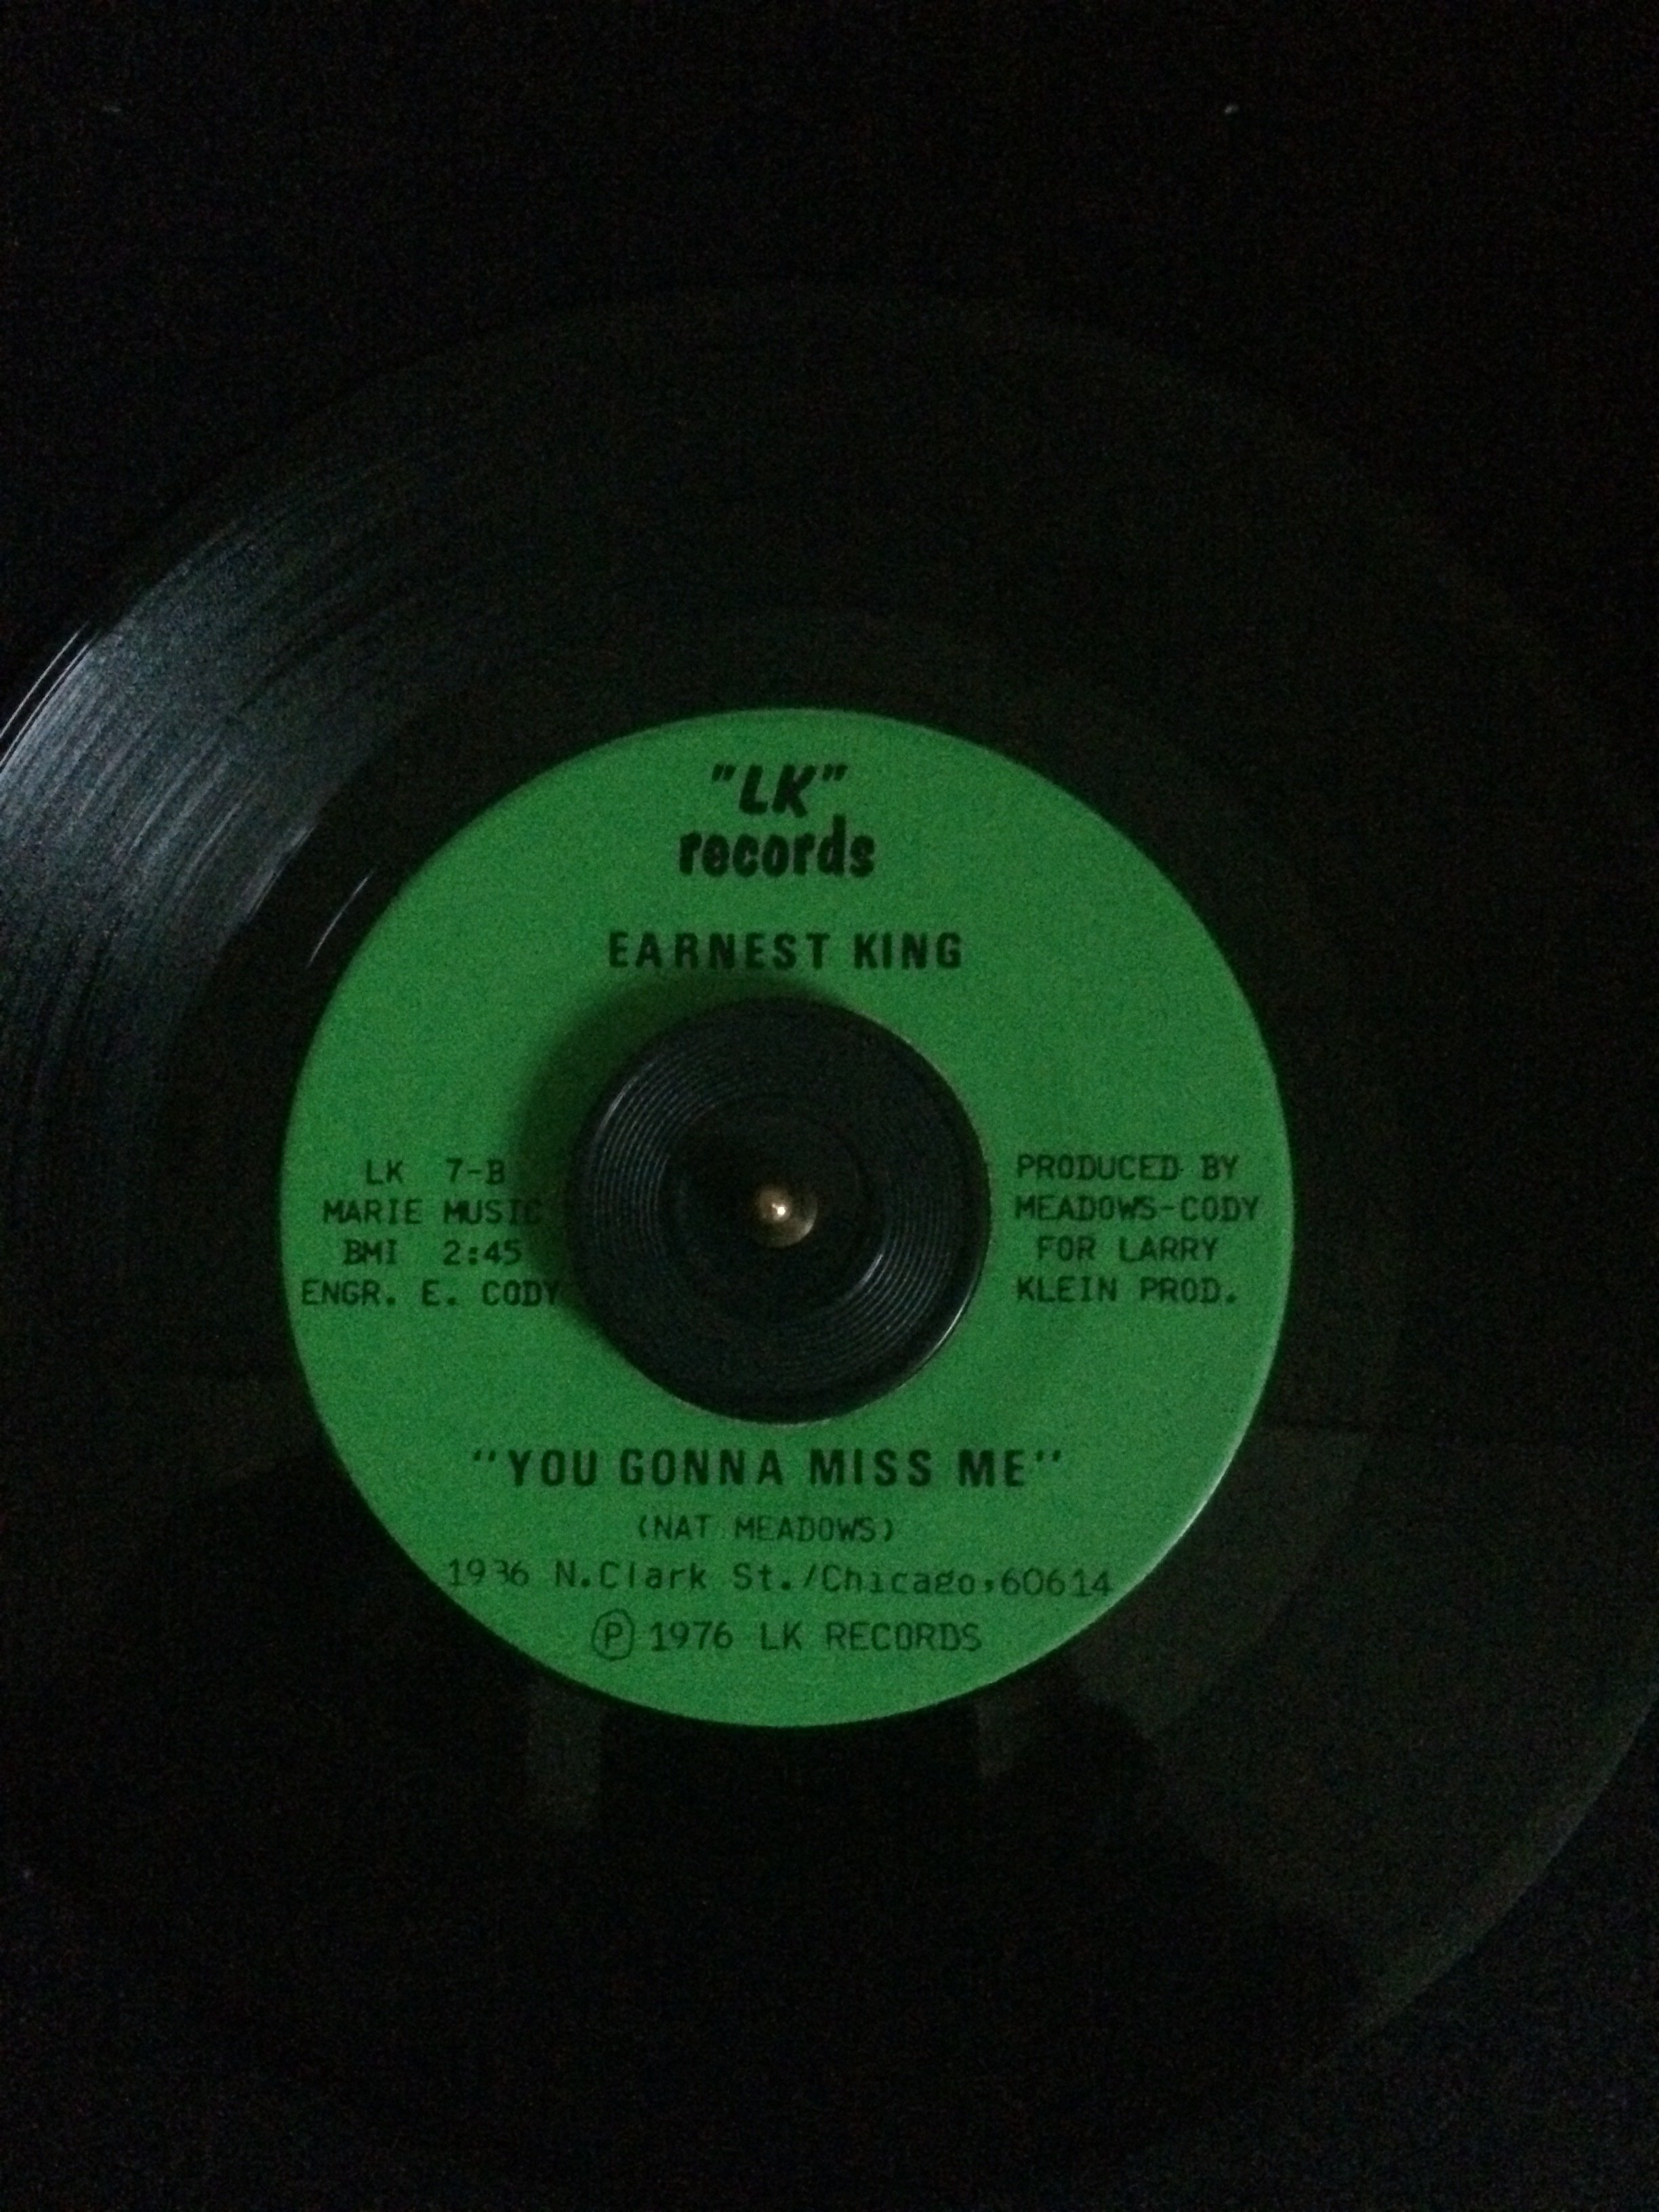 "LK"
records
EARNEST KING
LK 7-B
MARIE MUSIC
BMI 2:45
ENGR. E. CODY
PRODUCED BY
MEADOWS-CODY
FOR LARRY
KLEIN PROD.
"YOU GONNA MISS ME"
(NAT MEADOWS)
1936 N.Clark St./Chicago,60614
Ⓟ 1976 LK RECORDS